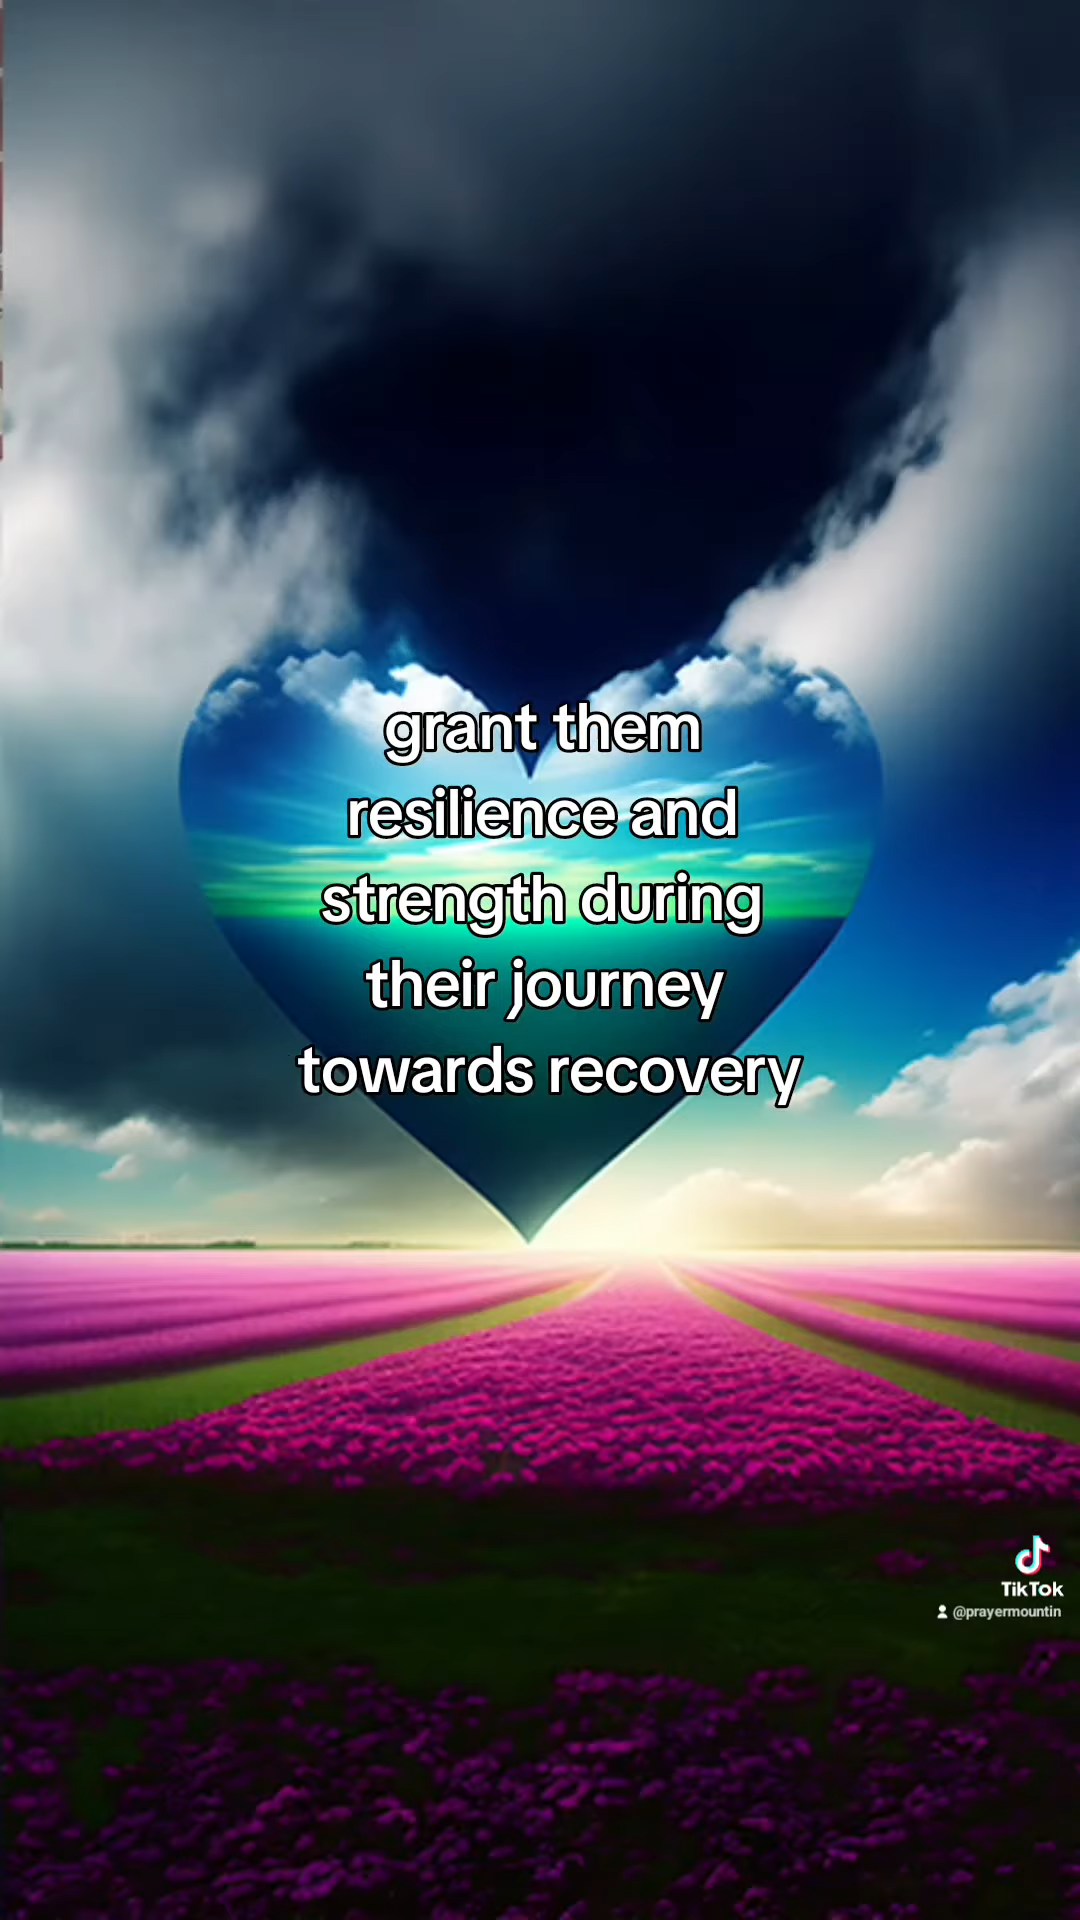 grant them
resilience and
strength during
their journey
towards recovery
TikTok
@prayermountin